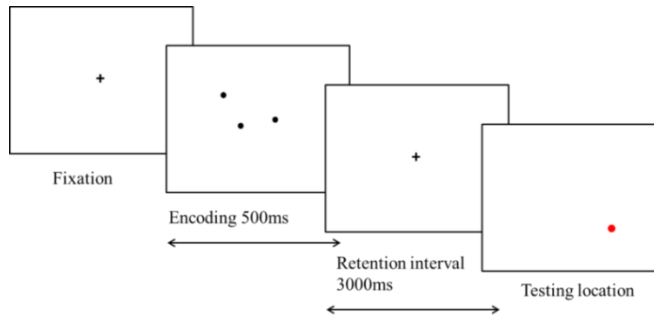 Fixation
Encoding 500ms
Retention interval
3000ms
Testing location